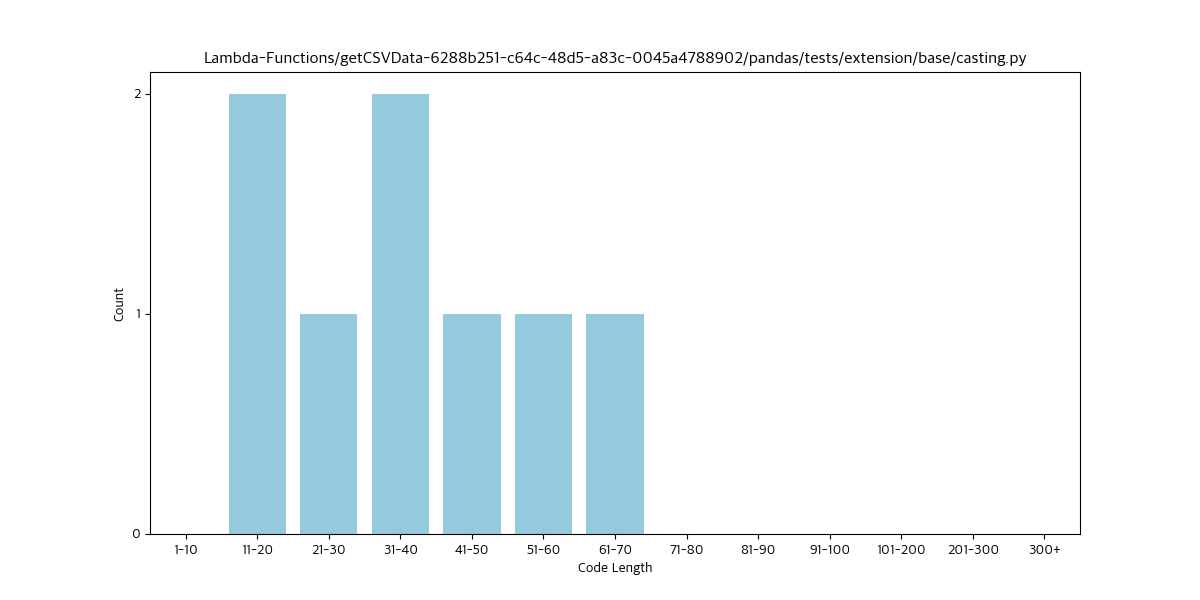 Lambda-Functions/getCSVData-6288b251-c64c-48d5-a83c-0045a4788902/pandas/tests/extension/base/casting.py
2
1
0
Count
1-10 11-20 21-30 31-40 41-50 51-60 61-70 71-80 81-90 91-100 101-200 201-300 300+
Code Length